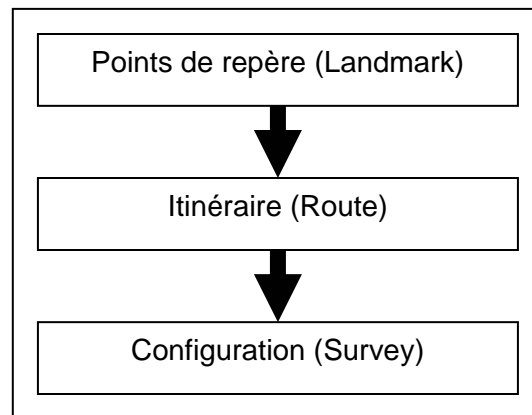 Points de repère (Landmark)
Itinéraire (Route)
Configuration (Survey)